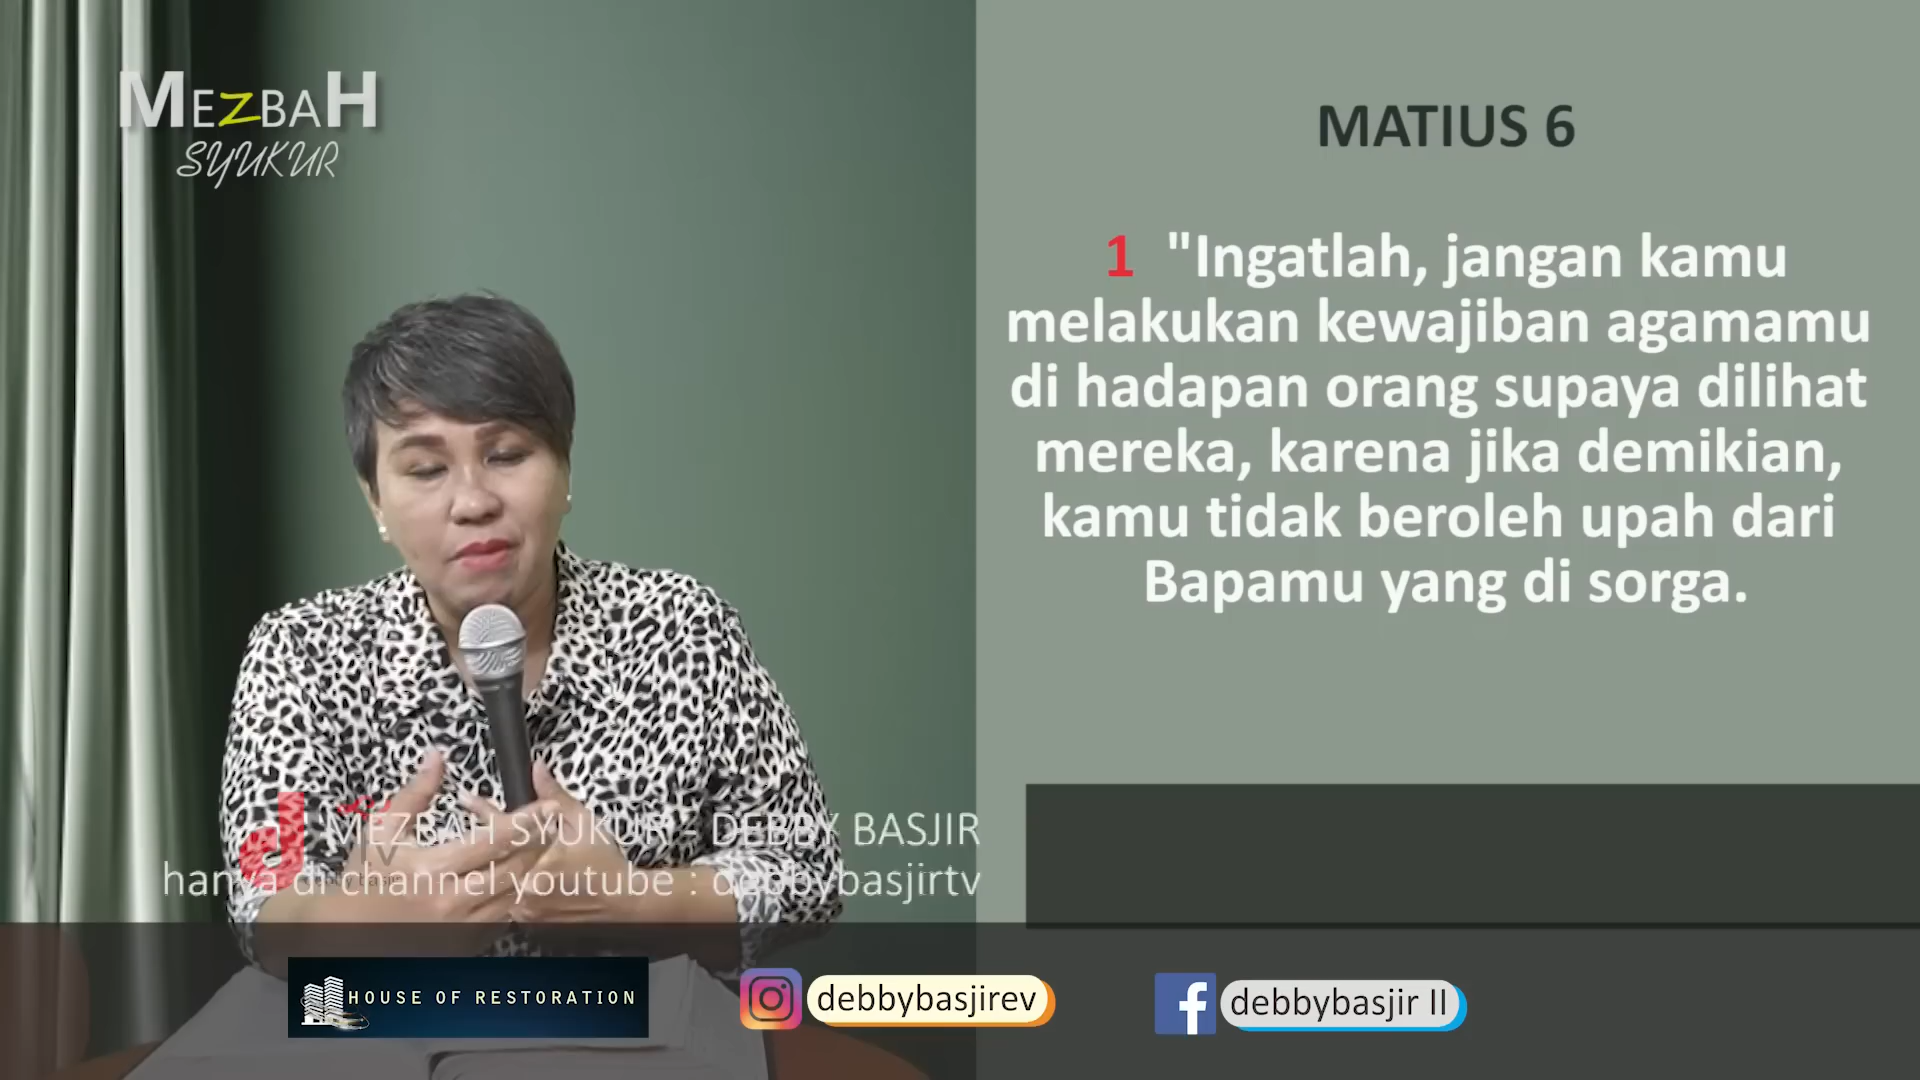 MEZBAH
SYUKUR
MATIUS 6
1 "Ingatlah, jangan kamu
melakukan kewajiban agamamu
di hadapan orang supaya dilihat
mereka, karena jika demikian,
kamu tidak beroleh upah dari
Bapamu yang di sorga.
MEZBAH SYUKUR - DEBBY BASJIR
hanya di channel youtube : debbybasjirtv
HOUSE OF RESTORATION
debbybasjirev
debbybasjir II